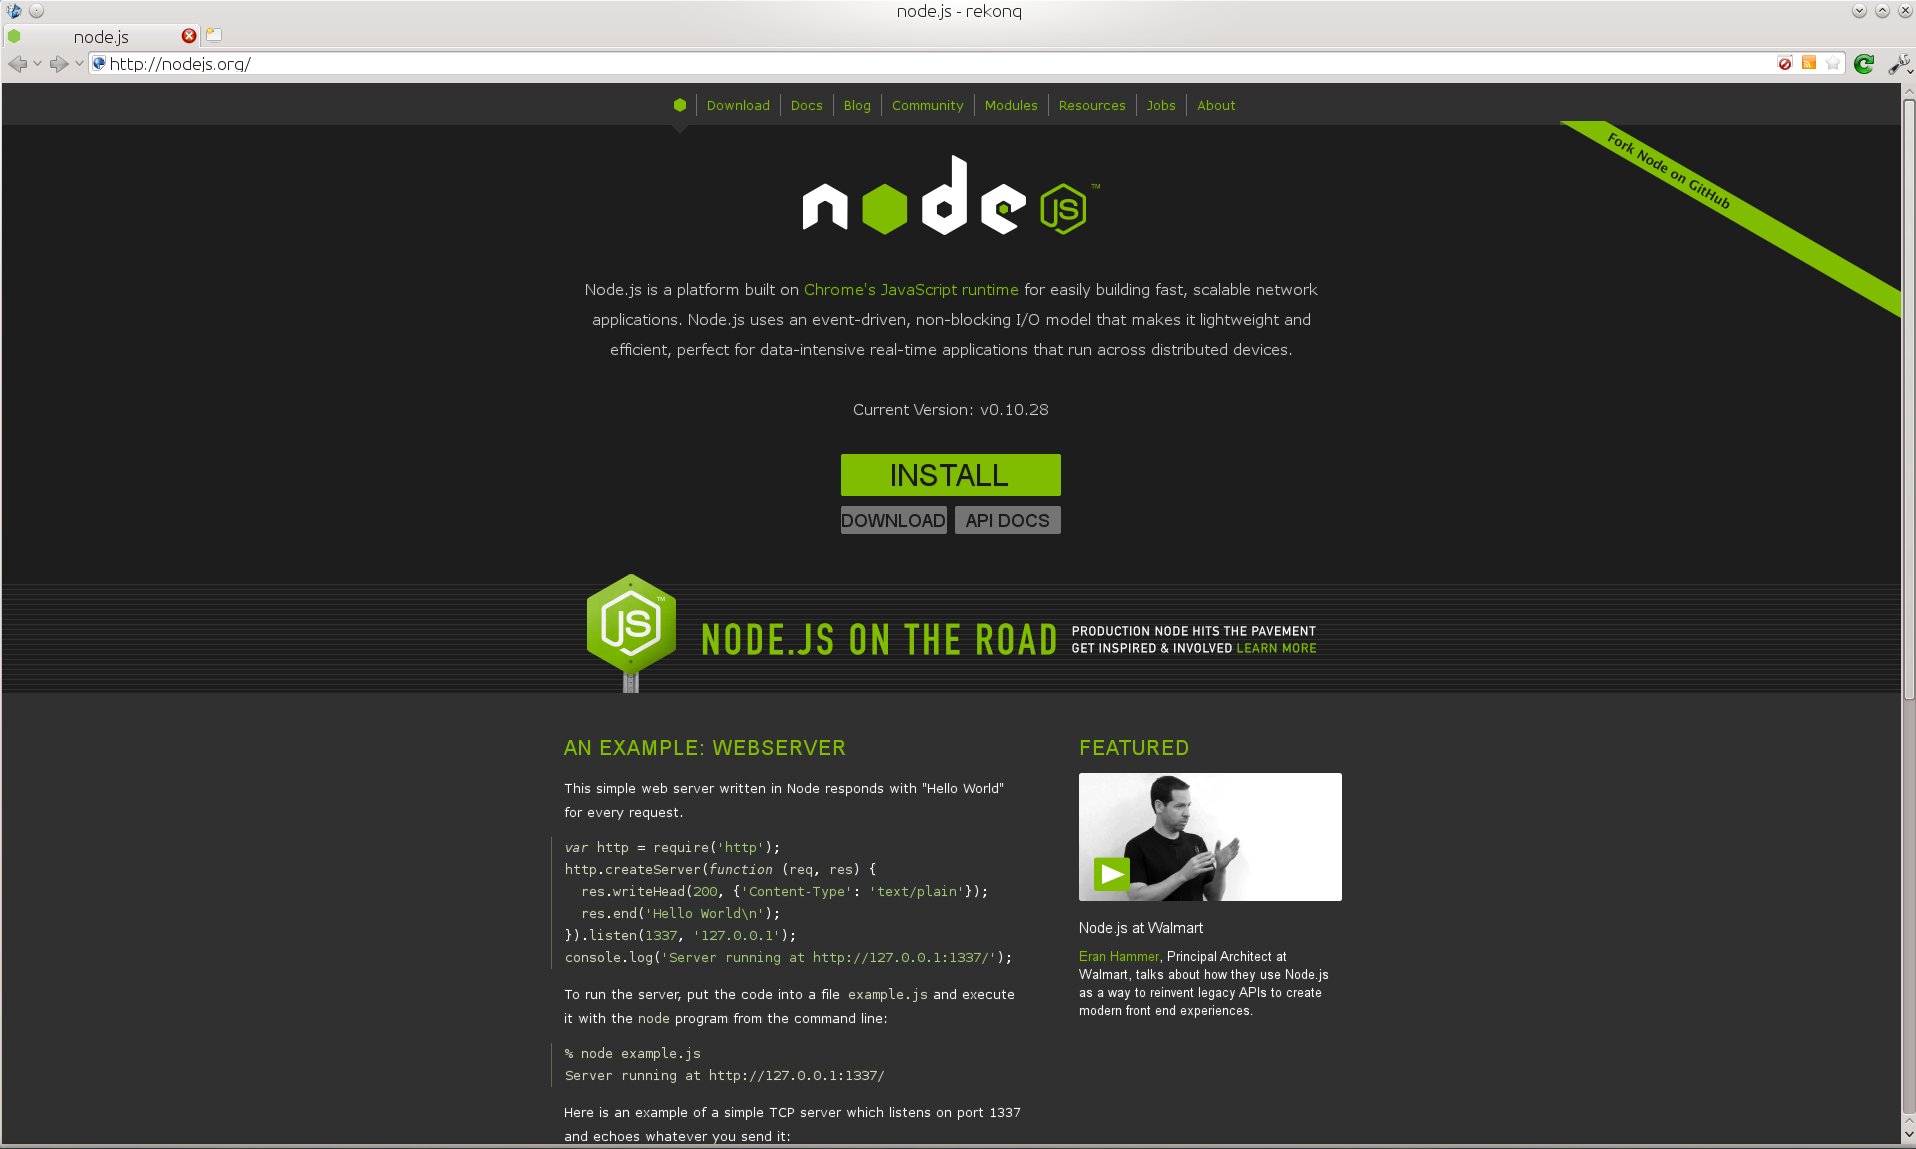 node.js - rekonq
node.js
http://nodejs.org/
Download Docs Blog Community Modules Resources Jobs About
Fork Node on GitHub
node JS ™
Node.js is a platform built on Chrome's JavaScript runtime for easily building fast, scalable network
applications. Node.js uses an event-driven, non-blocking I/O model that makes it lightweight and
efficient, perfect for data-intensive real-time applications that run across distributed devices.
Current Version: v0.10.28
INSTALL
DOWNLOAD API DOCS
JS ™
NODE.JS ON THE ROAD
PRODUCTION NODE HITS THE PAVEMENT
GET INSPIRED & INVOLVED LEARN MORE
AN EXAMPLE: WEBSERVER
This simple web server written in Node responds with "Hello World"
for every request.
var http = require('http');
http.createServer(function (req, res) {
  res.writeHead(200, {'Content-Type': 'text/plain'});
  res.end('Hello World\n');
}).listen(1337, '127.0.0.1');
console.log('Server running at http://127.0.0.1:1337/');
To run the server, put the code into a file example.js and execute
it with the node program from the command line:
% node example.js
Server running at http://127.0.0.1:1337/
Here is an example of a simple TCP server which listens on port 1337
and echoes whatever you send it:
FEATURED
Node.js at Walmart
Eran Hammer, Principal Architect at
Walmart, talks about how they use Node.js
as a way to reinvent legacy APIs to create
modern front end experiences.